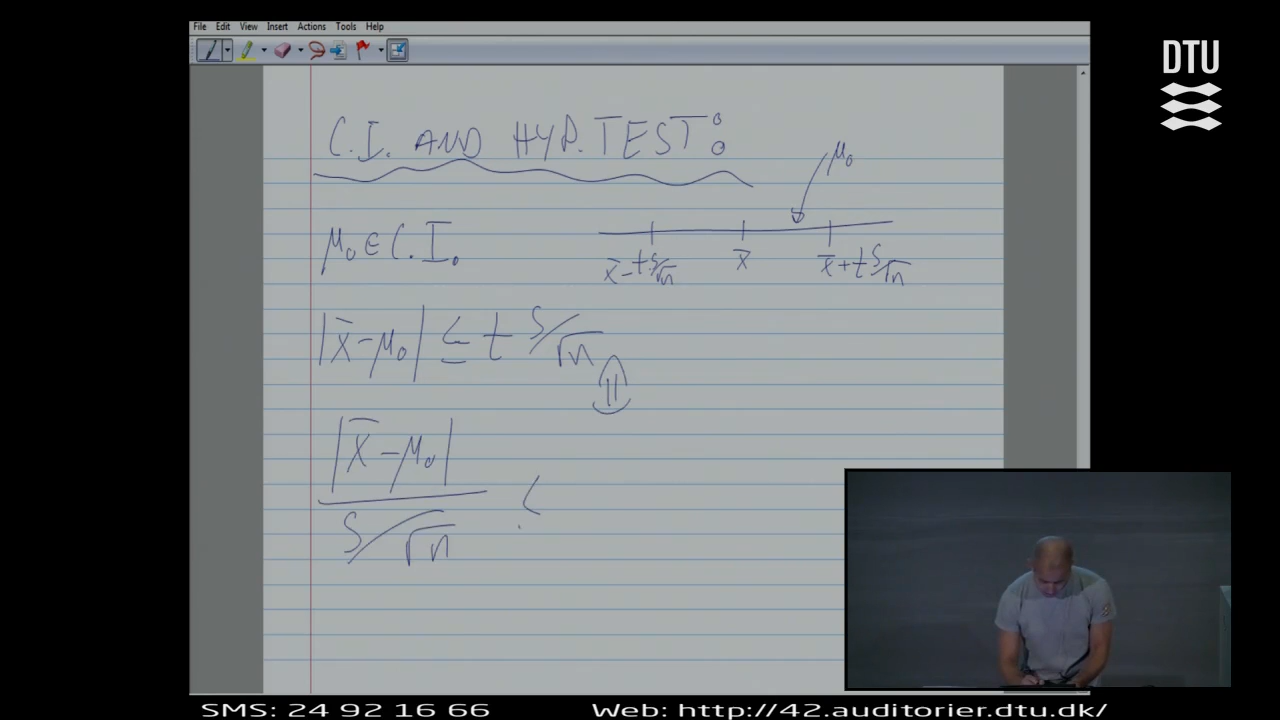 File Edit View Insert Actions Tools Help
DTU
C.I. AND HYP. TEST:
μ₀
μ₀ ∈ C.I.
x̄ - t s/√n   x̄   x̄ + t s/√n
|x̄ - μ₀| ≤ t s/√n
⇕
|x̄ - μ₀|
s/√n <
SMS: 24 92 16 66 Web: http://42.auditorier.dtu.dk/